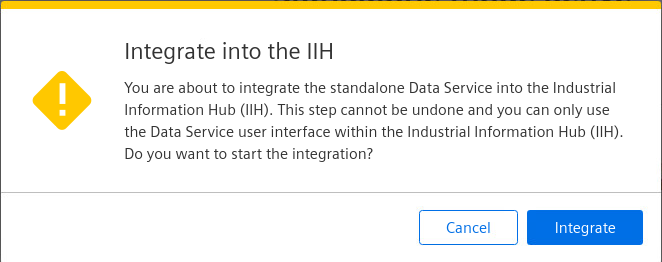 Integrate into the IIH
You are about to integrate the standalone Data Service into the Industrial
Information Hub (IIH). This step cannot be undone and you can only use
the Data Service user interface within the Industrial Information Hub (IIH).
Do you want to start the integration?
Cancel
Integrate